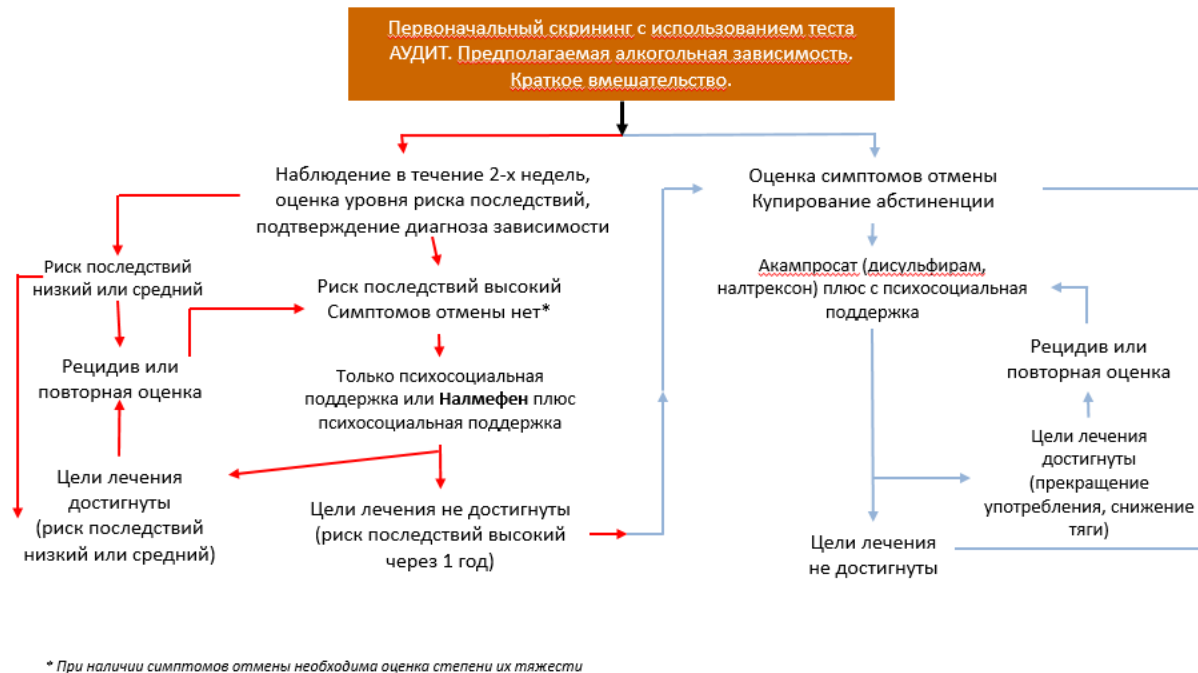 Первоначальный скрининг с использованием теста
АУДИТ. Предполагаемая алкогольная зависимость.
Краткое вмешательство.
Наблюдение в течение 2-х недель,
оценка уровня риска последствий,
подтверждение диагноза зависимости
Риск последствий
низкий или средний
Риск последствий высокий
Симптомов отмены нет*
Рецидив или
повторная оценка
Только психосоциальная
поддержка или Налмефен плюс
психосоциальная поддержка
Цели лечения
достигнуты
(риск последствий
низкий или средний)
Цели лечения не достигнуты
(риск последствий высокий
через 1 год)
Оценка симптомов отмены
Купирование абстиненции
Акампросат (дисульфирам,
налтрексон) плюс с психосоциальная
поддержка
Рецидив или
повторная оценка
Цели лечения
достигнуты
(прекращение
употребления, снижение
тяги)
Цели лечения
не достигнуты
* При наличии симптомов отмены необходима оценка степени их тяжести